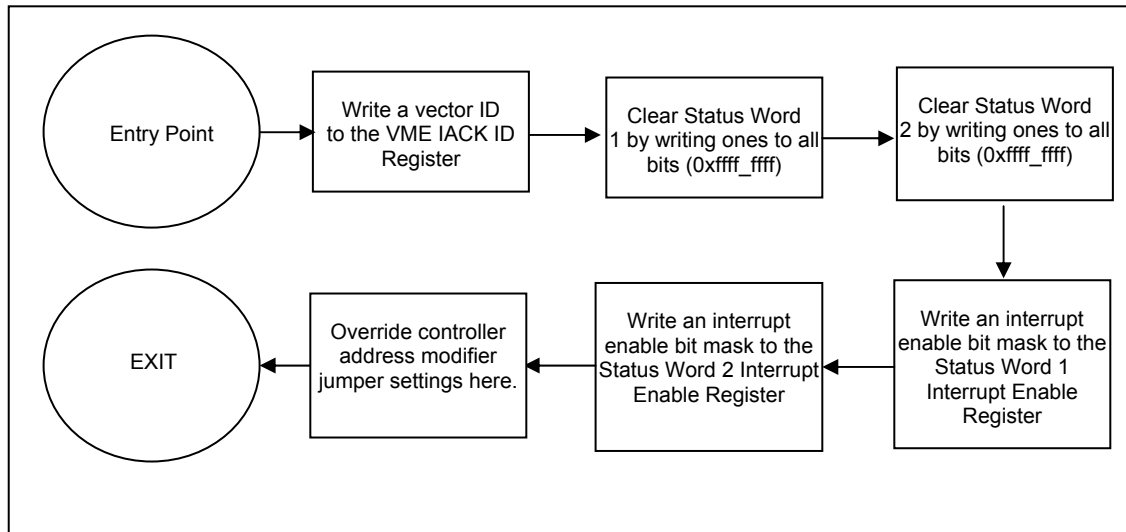 Entry Point
Write a vector ID
to the VME IACK ID
Register
Clear Status Word
1 by writing ones to all
bits (0xffff_ffff)
Clear Status Word
2 by writing ones to all
bits (0xffff_ffff)
Write an interrupt
enable bit mask to the
Status Word 1
Interrupt Enable
Register
Write an interrupt
enable bit mask to the
Status Word 2 Interrupt
Enable Register
Override controller
address modifier
jumper settings here.
EXIT